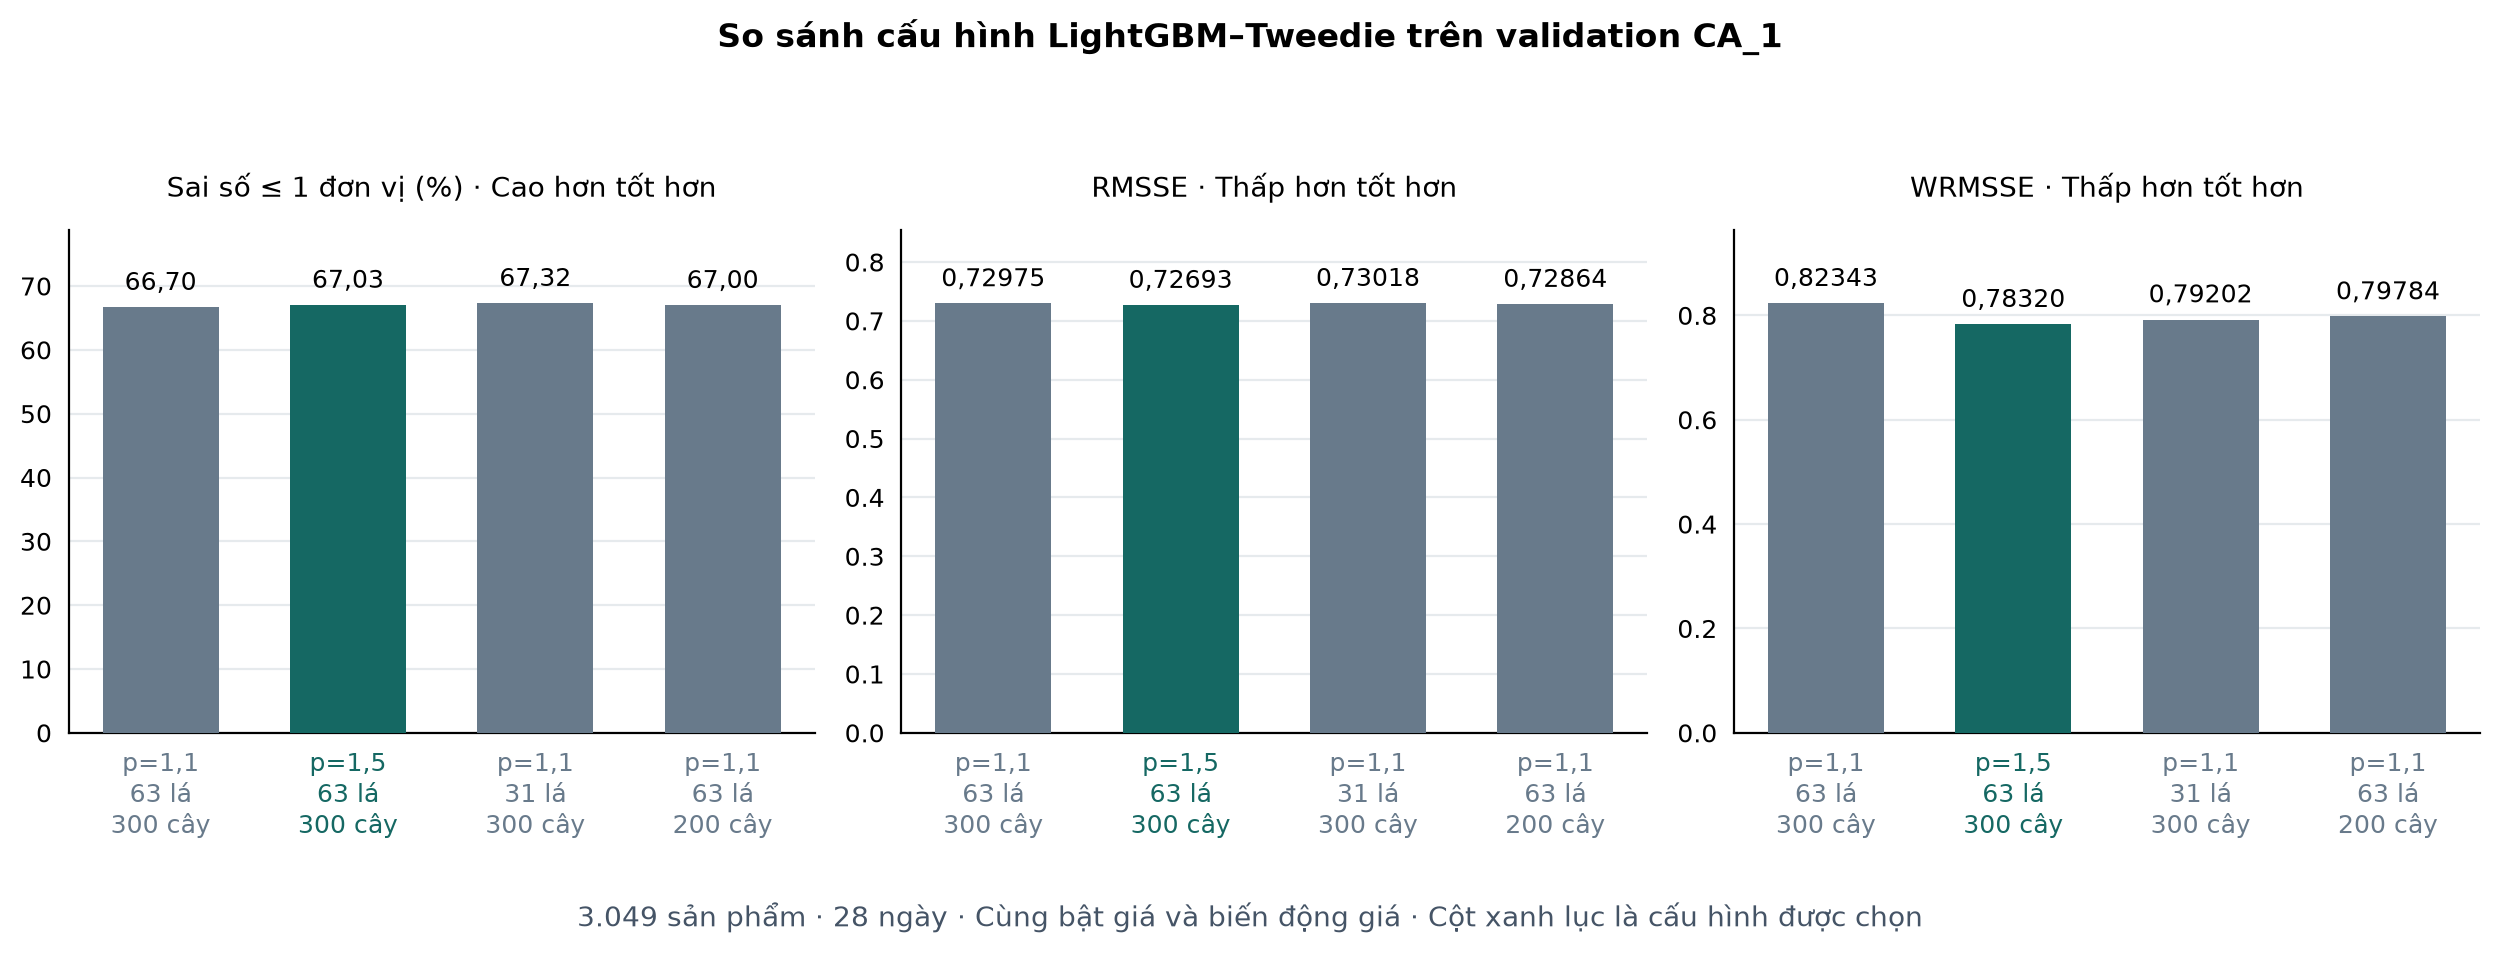 So sánh cấu hình LightGBM–Tweedie trên validation CA_1
Sai số ≤ 1 đơn vị (%) · Cao hơn tốt hơn
70
60
50
40
30
20
10
0
66,70
67,03
67,32
67,00
p=1,1
63 lá
300 cây
p=1,5
63 lá
300 cây
p=1,1
31 lá
300 cây
p=1,1
63 lá
200 cây
RMSSE · Thấp hơn tốt hơn
0.8
0.7
0.6
0.5
0.4
0.3
0.2
0.1
0.0
0,72975
0,72693
0,73018
0,72864
p=1,1
63 lá
300 cây
p=1,5
63 lá
300 cây
p=1,1
31 lá
300 cây
p=1,1
63 lá
200 cây
WRMSSE · Thấp hơn tốt hơn
0.8
0.6
0.4
0.2
0.0
0,82343
0,78320
0,79202
0,79784
p=1,1
63 lá
300 cây
p=1,5
63 lá
300 cây
p=1,1
31 lá
300 cây
p=1,1
63 lá
200 cây
3.049 sản phẩm · 28 ngày · Cùng bật giá và biến động giá · Cột xanh lục là cấu hình được chọn